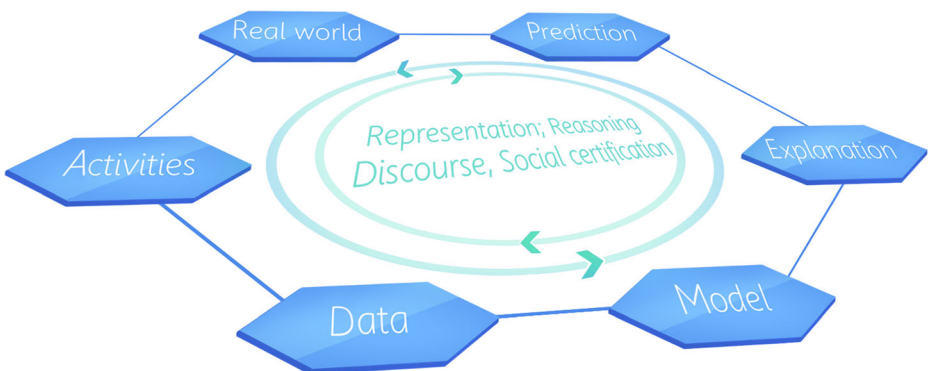 Real world
Prediction
Representation; Reasoning
Discourse, Social certification
Activities
Explanation
Data
Model